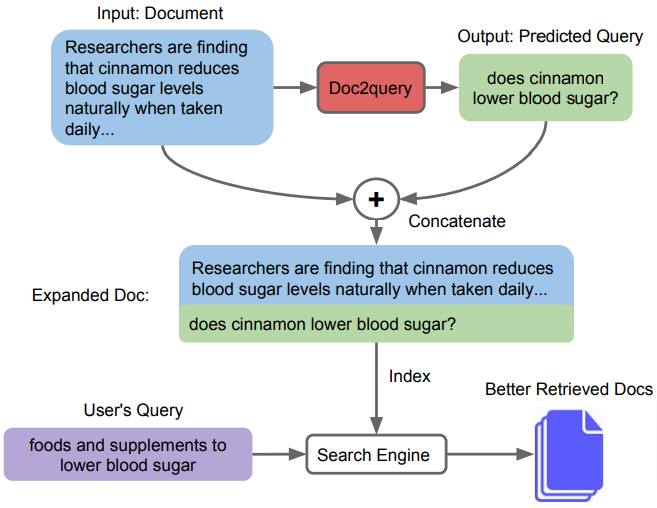 Input: Document
Researchers are finding
that cinnamon reduces
blood sugar levels
naturally when taken
daily...
Doc2query
Output: Predicted Query
does cinnamon
lower blood sugar?
+
Concatenate
Expanded Doc:
Researchers are finding that cinnamon reduces
blood sugar levels naturally when taken daily...
does cinnamon lower blood sugar?
Index
User's Query
foods and supplements to
lower blood sugar
Search Engine
Better Retrieved Docs